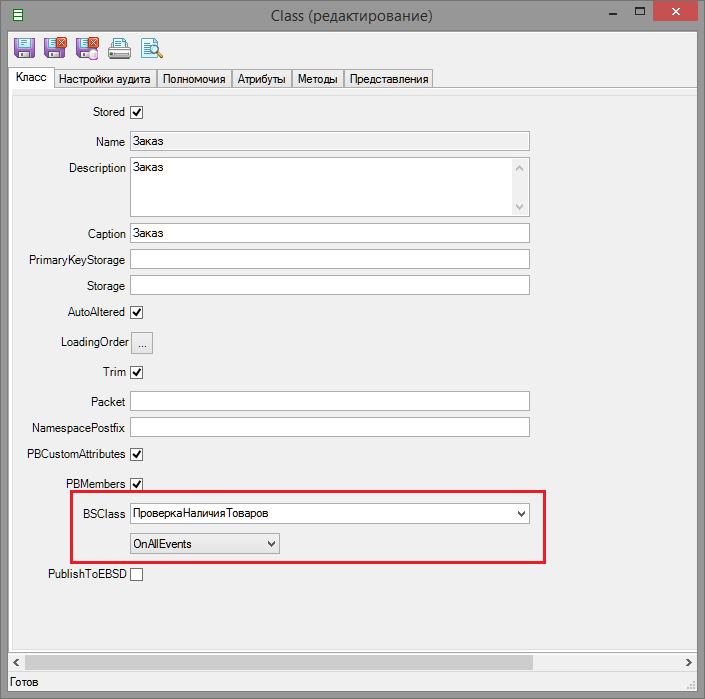 Class (редактирование)
Класс Настройки аудита Полномочия Атрибуты Методы Представления
Stored
Name Заказ
Description Заказ
Caption Заказ
PrimaryKeyStorage
Storage
AutoAltered
LoadingOrder ...
Trim
Packet
NamespacePostfix
PBCustomAttributes
PBMembers
BSClass ПроверкаНаличияТоваров
OnAllEvents
PublishToEBSD
Готов